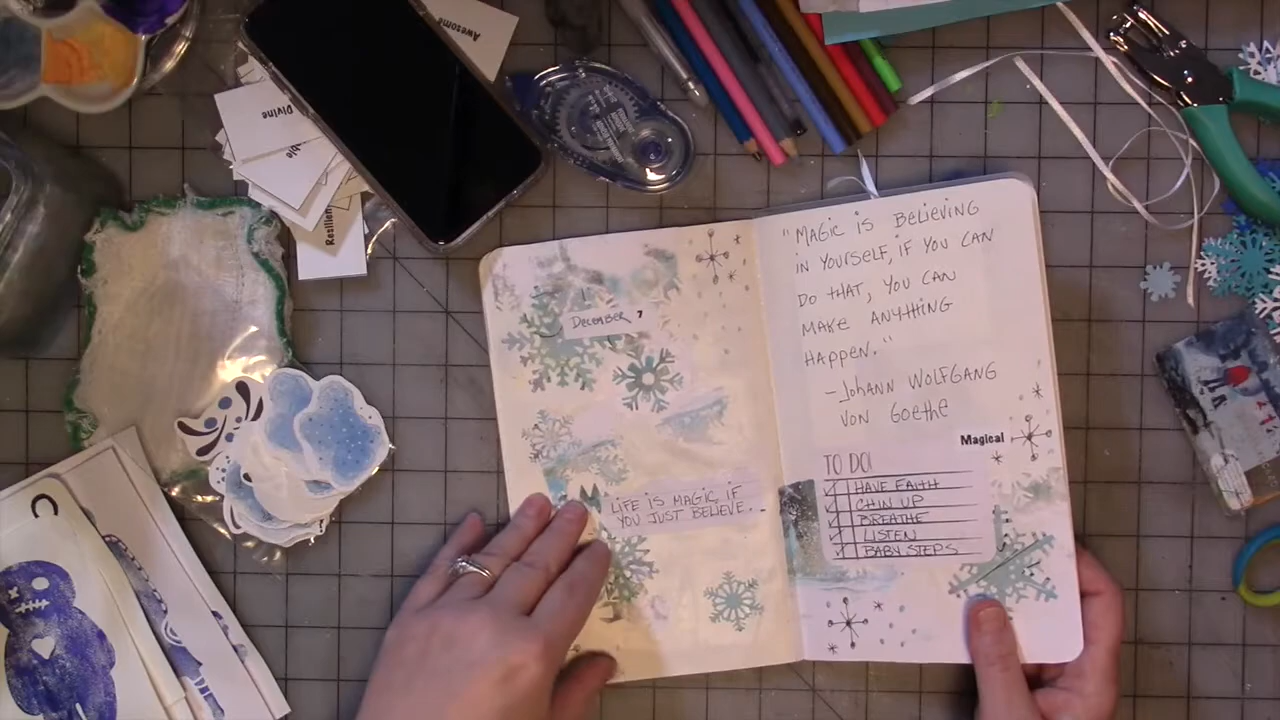 Awesome
Divine
Resilien
DECEMBER 7
LIFE IS MAGIC IF
YOU JUST BELIEVE...
"MAGIC IS BELIEVING
IN YOURSELF, IF YOU CAN
DO THAT, YOU CAN
MAKE ANYTHING
HAPPEN."
-JOHANN WOLFGANG
VON GOETHE
Magical
TO DO!
HAVE FAITH
CHIN UP
BREATHE
LISTEN
BABY STEPS